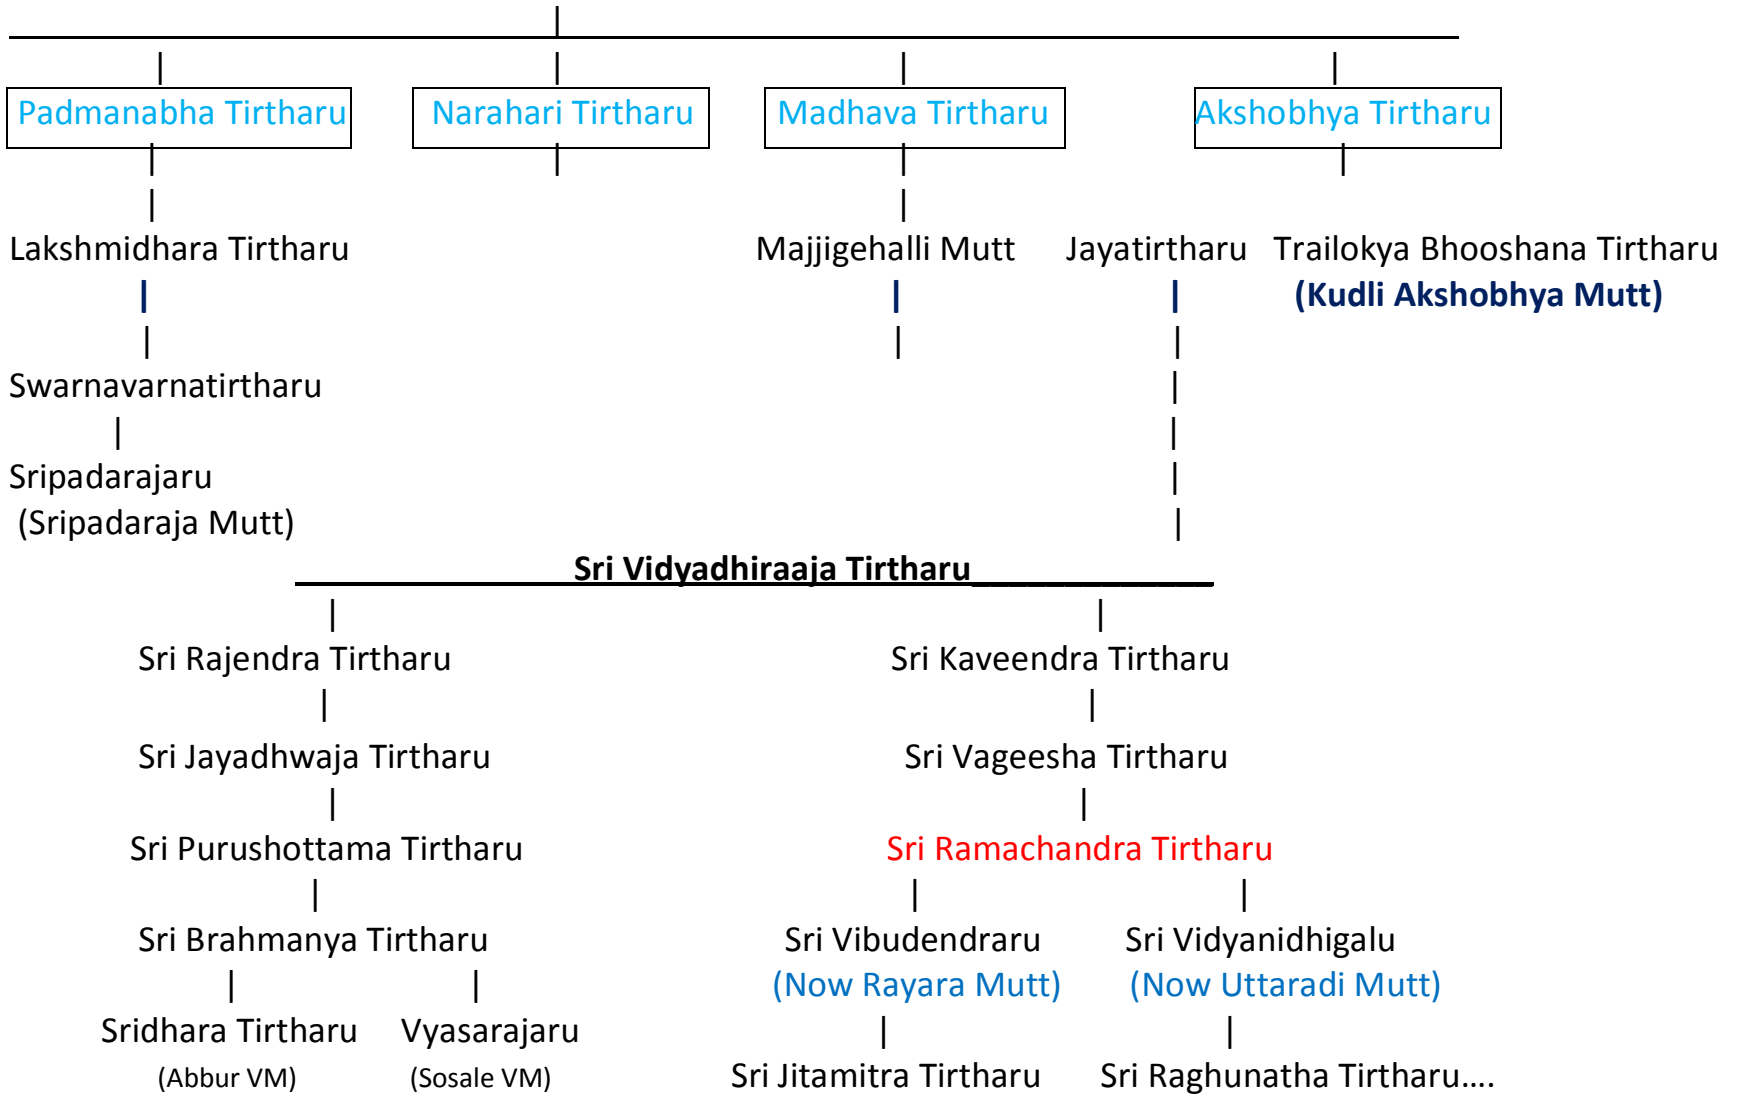 Padmanabha Tirtharu Narahari Tirtharu Madhava Tirtharu Akshobhya Tirtharu
Lakshmidhara Tirtharu Majjigehalli Mutt Jayatirtharu Trailokya Bhooshana Tirtharu
(Kudli Akshobhya Mutt)
Swarnavarnatirtharu
Sripadarajaru
(Sripadaraja Mutt)
Sri Vidyadhiraaja Tirtharu
Sri Rajendra Tirtharu Sri Kaveendra Tirtharu
Sri Jayadhwaja Tirtharu Sri Vageesha Tirtharu
Sri Purushottama Tirtharu Sri Ramachandra Tirtharu
Sri Brahmanya Tirtharu Sri Vibudendraru Sri Vidyanidhigalu
(Now Rayara Mutt) (Now Uttaradi Mutt)
Sridhara Tirtharu Vyasarajaru
(Abbur VM) (Sosale VM) Sri Jitamitra Tirtharu Sri Raghunatha Tirtharu....